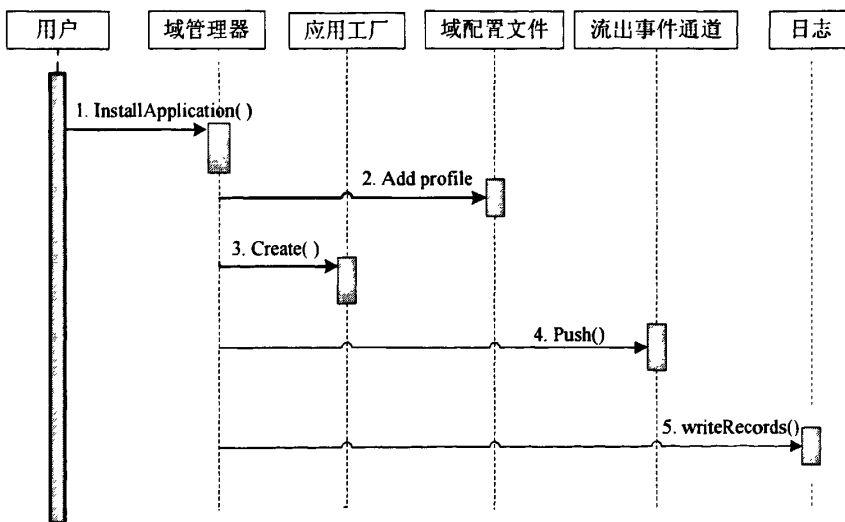 用户
域管理器
应用工厂
域配置文件
流出事件通道
日志
1. InstallApplication( )
2. Add profile
3. Create( )
4. Push()
5. writeRecords()